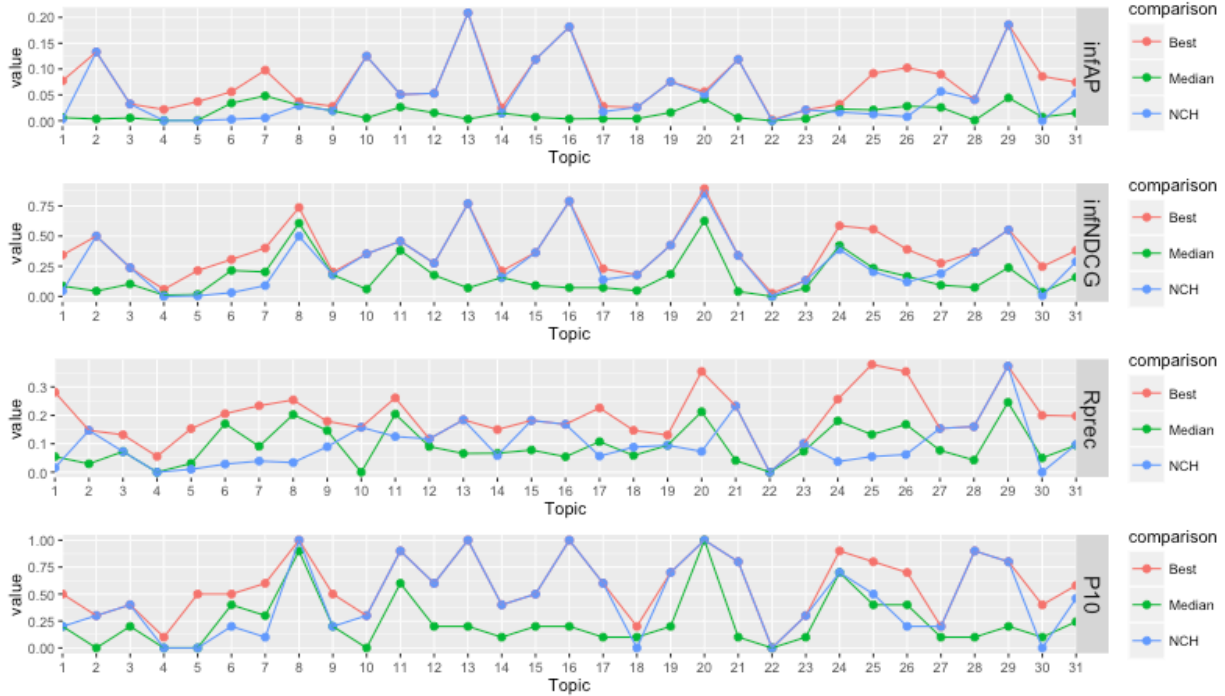 comparison
0.20
0.15
0.10
0.05
0.00
value
infAP
Best
Median
NCH
1 2 3 4 5 6 7 8 9 10 11 12 13 14 15 16 17 18 19 20 21 22 23 24 25 26 27 28 29 30 31
Topic
comparison
0.75
0.50
0.25
0.00
value
infNDCG
Best
Median
NCH
1 2 3 4 5 6 7 8 9 10 11 12 13 14 15 16 17 18 19 20 21 22 23 24 25 26 27 28 29 30 31
Topic
comparison
0.3
0.2
0.1
0.0
value
Rprec
Best
Median
NCH
1 2 3 4 5 6 7 8 9 10 11 12 13 14 15 16 17 18 19 20 21 22 23 24 25 26 27 28 29 30 31
Topic
comparison
1.00
0.75
0.50
0.25
0.00
value
P10
Best
Median
NCH
1 2 3 4 5 6 7 8 9 10 11 12 13 14 15 16 17 18 19 20 21 22 23 24 25 26 27 28 29 30 31
Topic